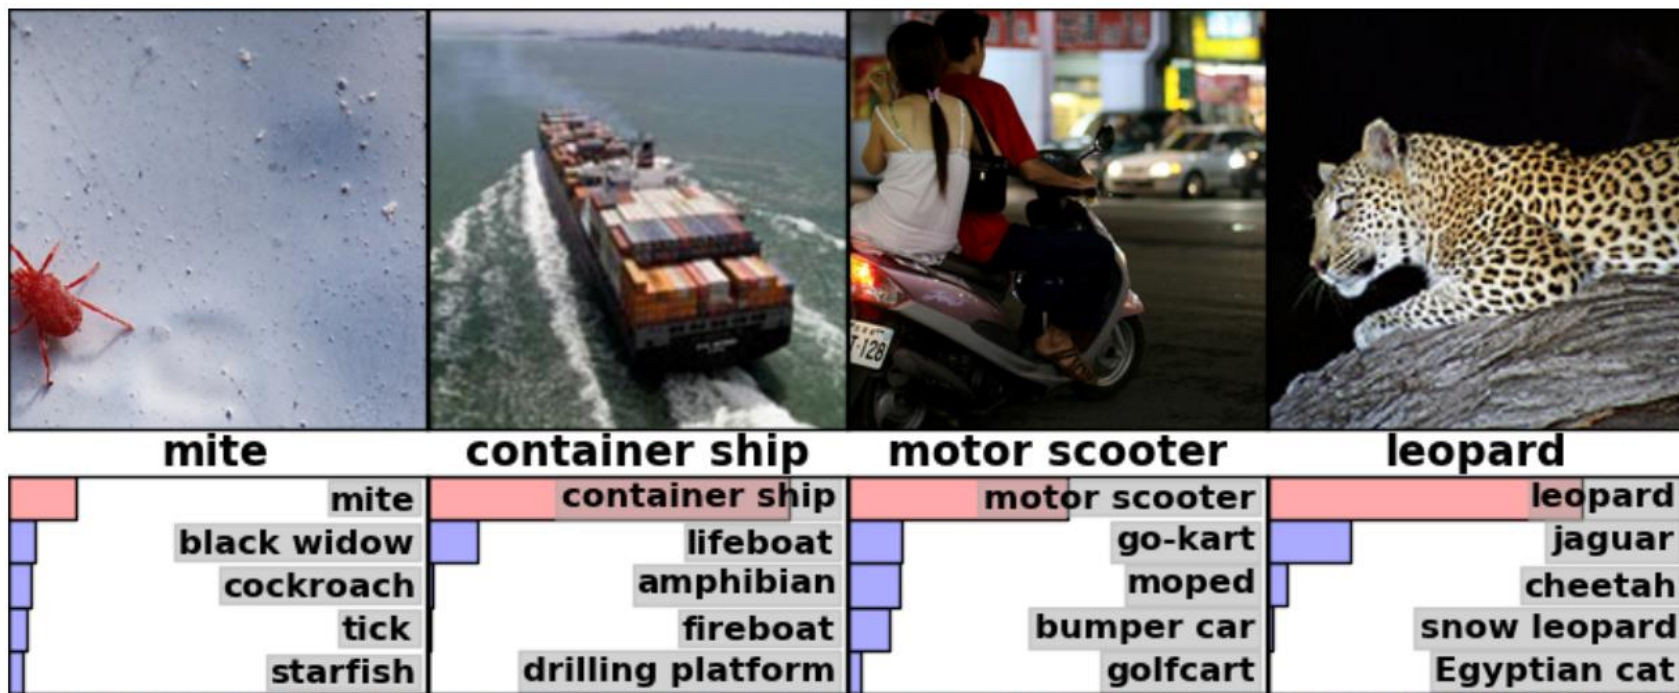 T-128
mite
container ship
motor scooter
leopard
mite
black widow
cockroach
tick
starfish
container ship
lifeboat
amphibian
fireboat
drilling platform
motor scooter
go-kart
moped
bumper car
golfcart
leopard
jaguar
cheetah
snow leopard
Egyptian cat